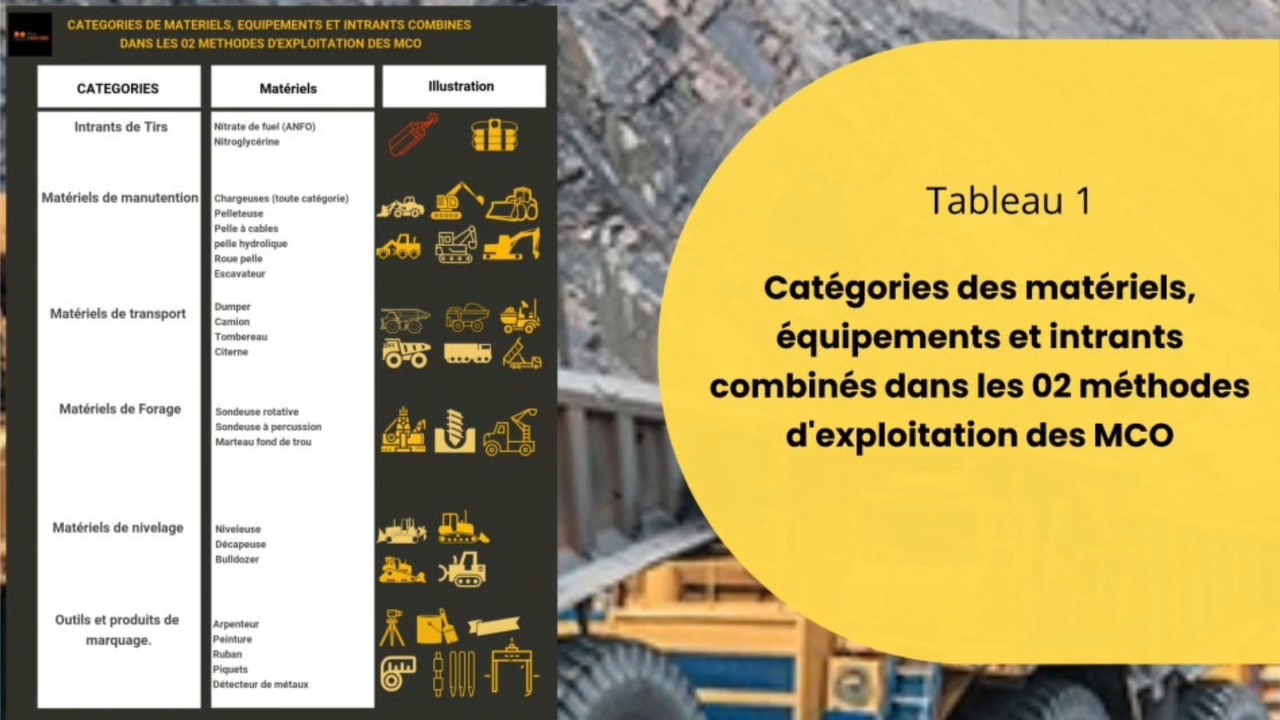 CATEGORIES DE MATERIELS, EQUIPEMENTS ET INTRANTS COMBINES
DANS LES 02 METHODES D'EXPLOITATION DES MCO
CATEGORIES
Matériels
Illustration
Intrants de Tirs
Nitrate de fuel (ANFO)
Nitroglycérine
Matériels de manutention
Chargeuses (toute catégorie)
Pelleteuse
Pelle à cables
pelle hydrolique
Roue pelle
Escavateur
Matériels de transport
Dumper
Camion
Tombereau
Citerne
Matériels de Forage
Sondeuse rotative
Sondeuse à percussion
Marteau fond de trou
Matériels de nivelage
Niveleuse
Décapeuse
Bulldozer
Outils et produits de
marquage.
Arpenteur
Peinture
Ruban
Piquets
Détecteur de métaux
Tableau 1
Catégories des matériels,
équipements et intrants
combinés dans les 02 méthodes
d'exploitation des MCO